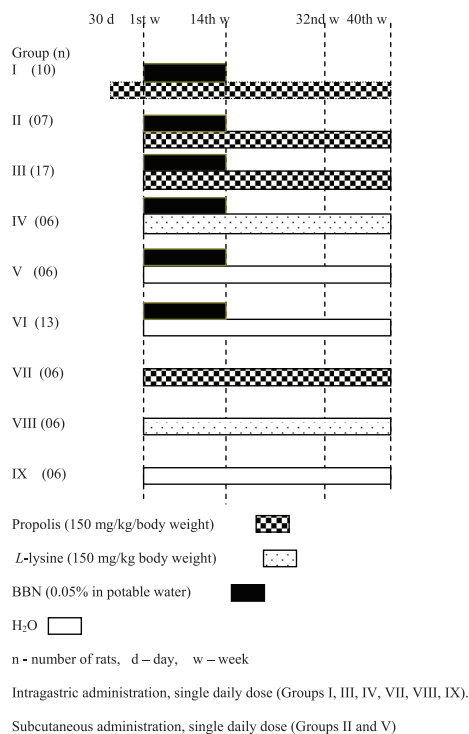 30 d 1st w 14th w 32nd w 40th w
Group (n)
I (10)
II (07)
III (17)
IV (06)
V (06)
VI (13)
VII (06)
VIII (06)
IX (06)
Propolis (150 mg/kg/body weight)
L-lysine (150 mg/kg body weight)
BBN (0.05% in potable water)
H₂O
n - number of rats, d – day, w – week
Intragastric administration, single daily dose (Groups I, III, IV, VII, VIII, IX).
Subcutaneous administration, single daily dose (Groups II and V)